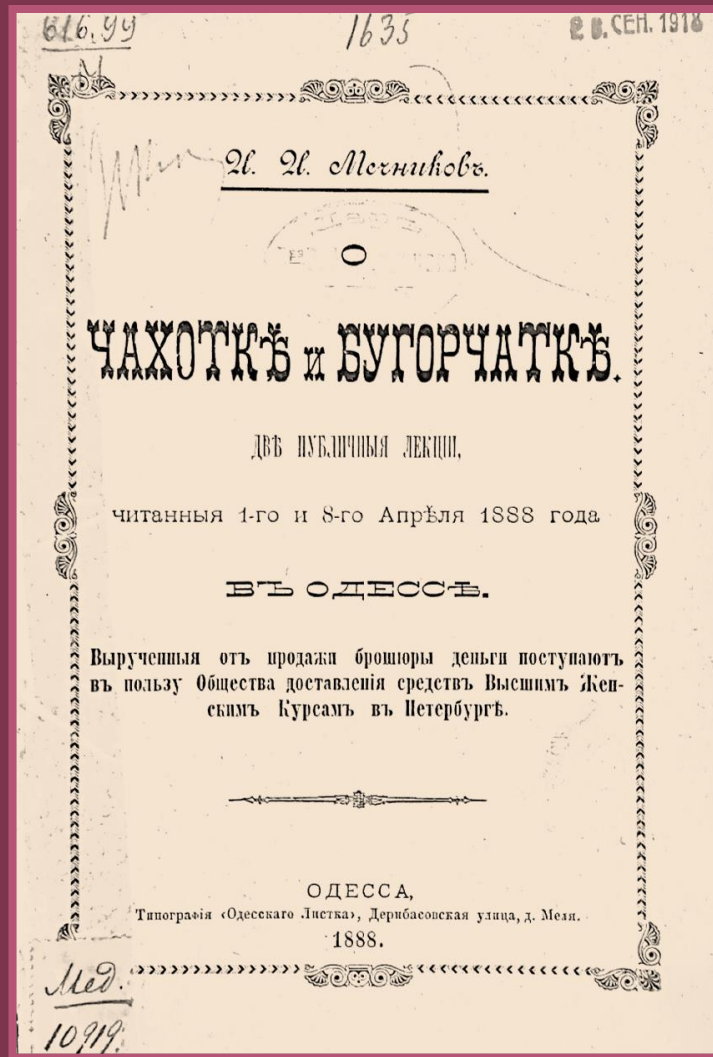 616.99 1635 28. СЕН. 1918
М
И. И. Мечниковъ.
О
ЧАХОТКѢ и БУГОРЧАТКѢ.
ДВѢ ПУБЛИЧНЫЯ ЛЕКЦІИ,
читанныя 1-го и 8-го Апрѣля 1888 года
ВЪ ОДЕССѢ.
Вырученныя отъ продажи брошюры деньги поступаютъ
въ пользу Общества доставленія средствъ Высшимъ Жен-
скимъ Курсамъ въ Петербургѣ.
ОДЕССА,
Типографія «Одесскаго Листка», Дерибасовская улица, д. Меля.
1888.
Мед.
10919.